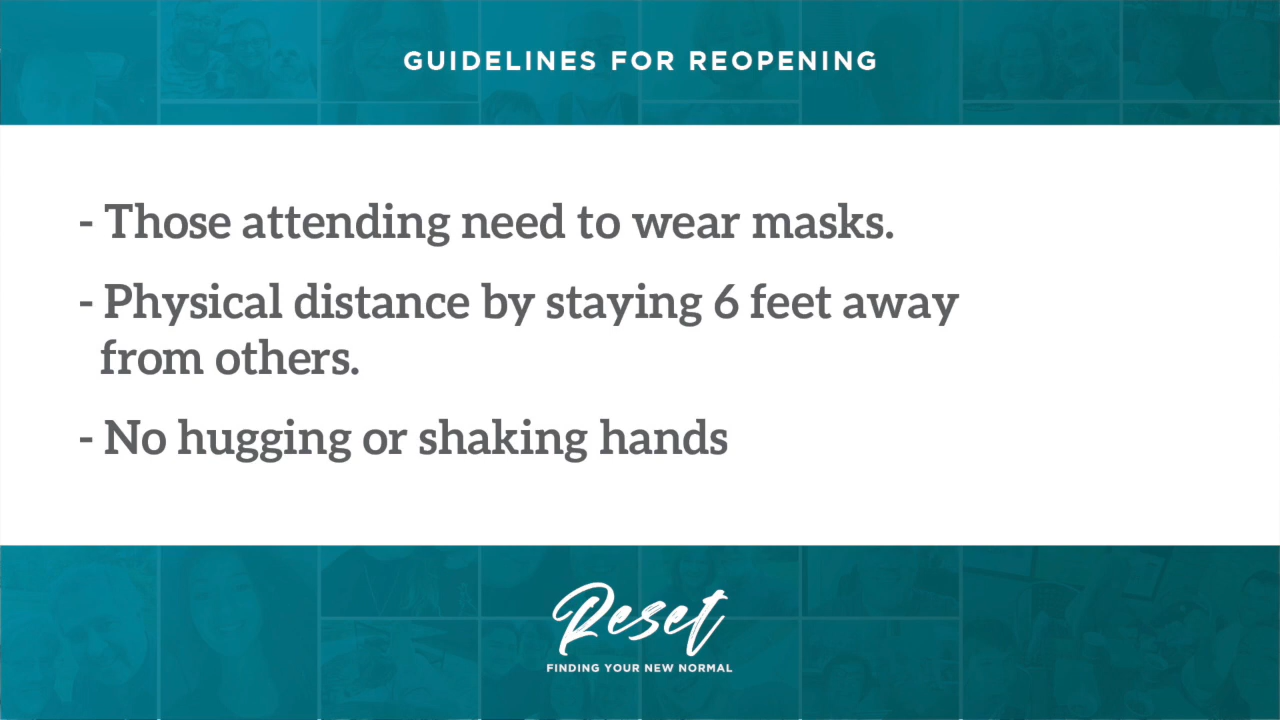 GUIDELINES FOR REOPENING
- Those attending need to wear masks.
- Physical distance by staying 6 feet away
from others.
- No hugging or shaking hands
Reset
FINDING YOUR NEW NORMAL